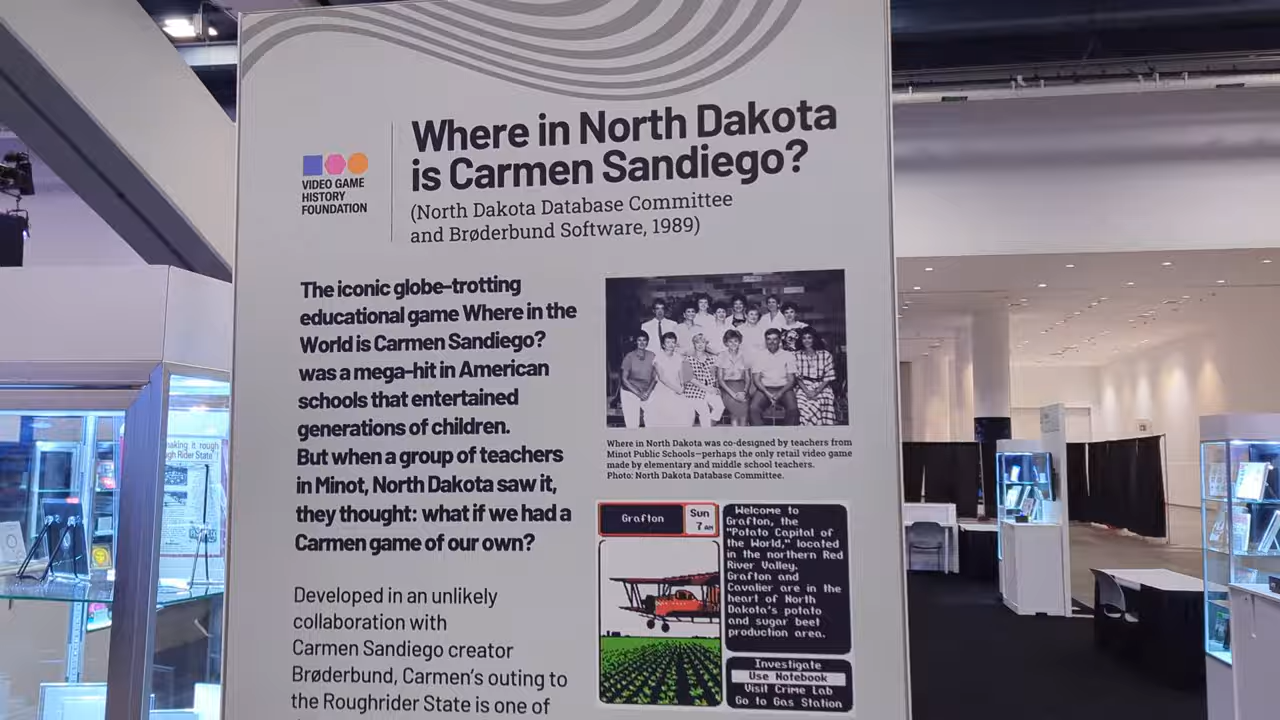 Where in North Dakota
is Carmen Sandiego?
(North Dakota Database Committee
and Brøderbund Software, 1989)
VIDEO GAME
HISTORY
FOUNDATION
The iconic globe-trotting
educational game Where in the
World is Carmen Sandiego?
was a mega-hit in American
schools that entertained
generations of children.
But when a group of teachers
in Minot, North Dakota saw it,
they thought: what if we had a
Carmen game of our own?
Developed in an unlikely
collaboration with
Carmen Sandiego creator
Brøderbund, Carmen's outing to
the Roughrider State is one of
Where in North Dakota was co-designed by teachers from
Minot Public Schools—perhaps the only retail video game
made by elementary and middle school teachers.
Photo: North Dakota Database Committee.
Grafton
Sun
7 AM
Welcome to
Grafton, the
"Potato Capital of
the World," located
in the northern Red
River Valley.
Grafton and
Cavalier are in the
heart of North
Dakota's potato
and sugar beet
production area.
Investigate
Use Notebook
Visit Crime Lab
Go to Gas Station
making it rough
gh Rider State